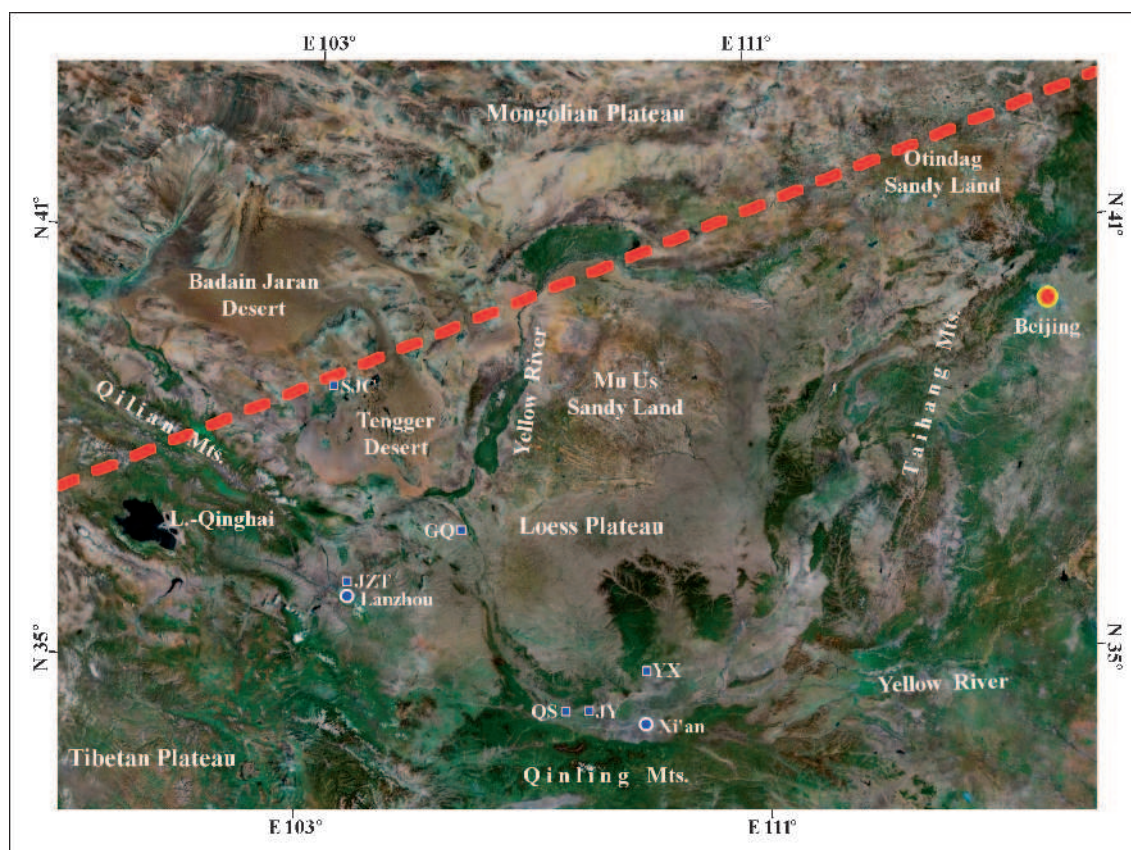 E 103°
E 111°
Mongolian Plateau
Otindag
Sandy Land
N 41°
N 41°
Badain Jaran
Desert
Beijing
Yellow River
Taihang Mts.
Mu Us
Sandy Land
SJC
Qilian Mts.
Tengger
Desert
L.-Qinghai
GQ
Loess Plateau
JZT
Lanzhou
N 35°
N 35°
YX
Yellow River
QS
JY
Xi'an
Tibetan Plateau
Qinling Mts.
E 103°
E 111°